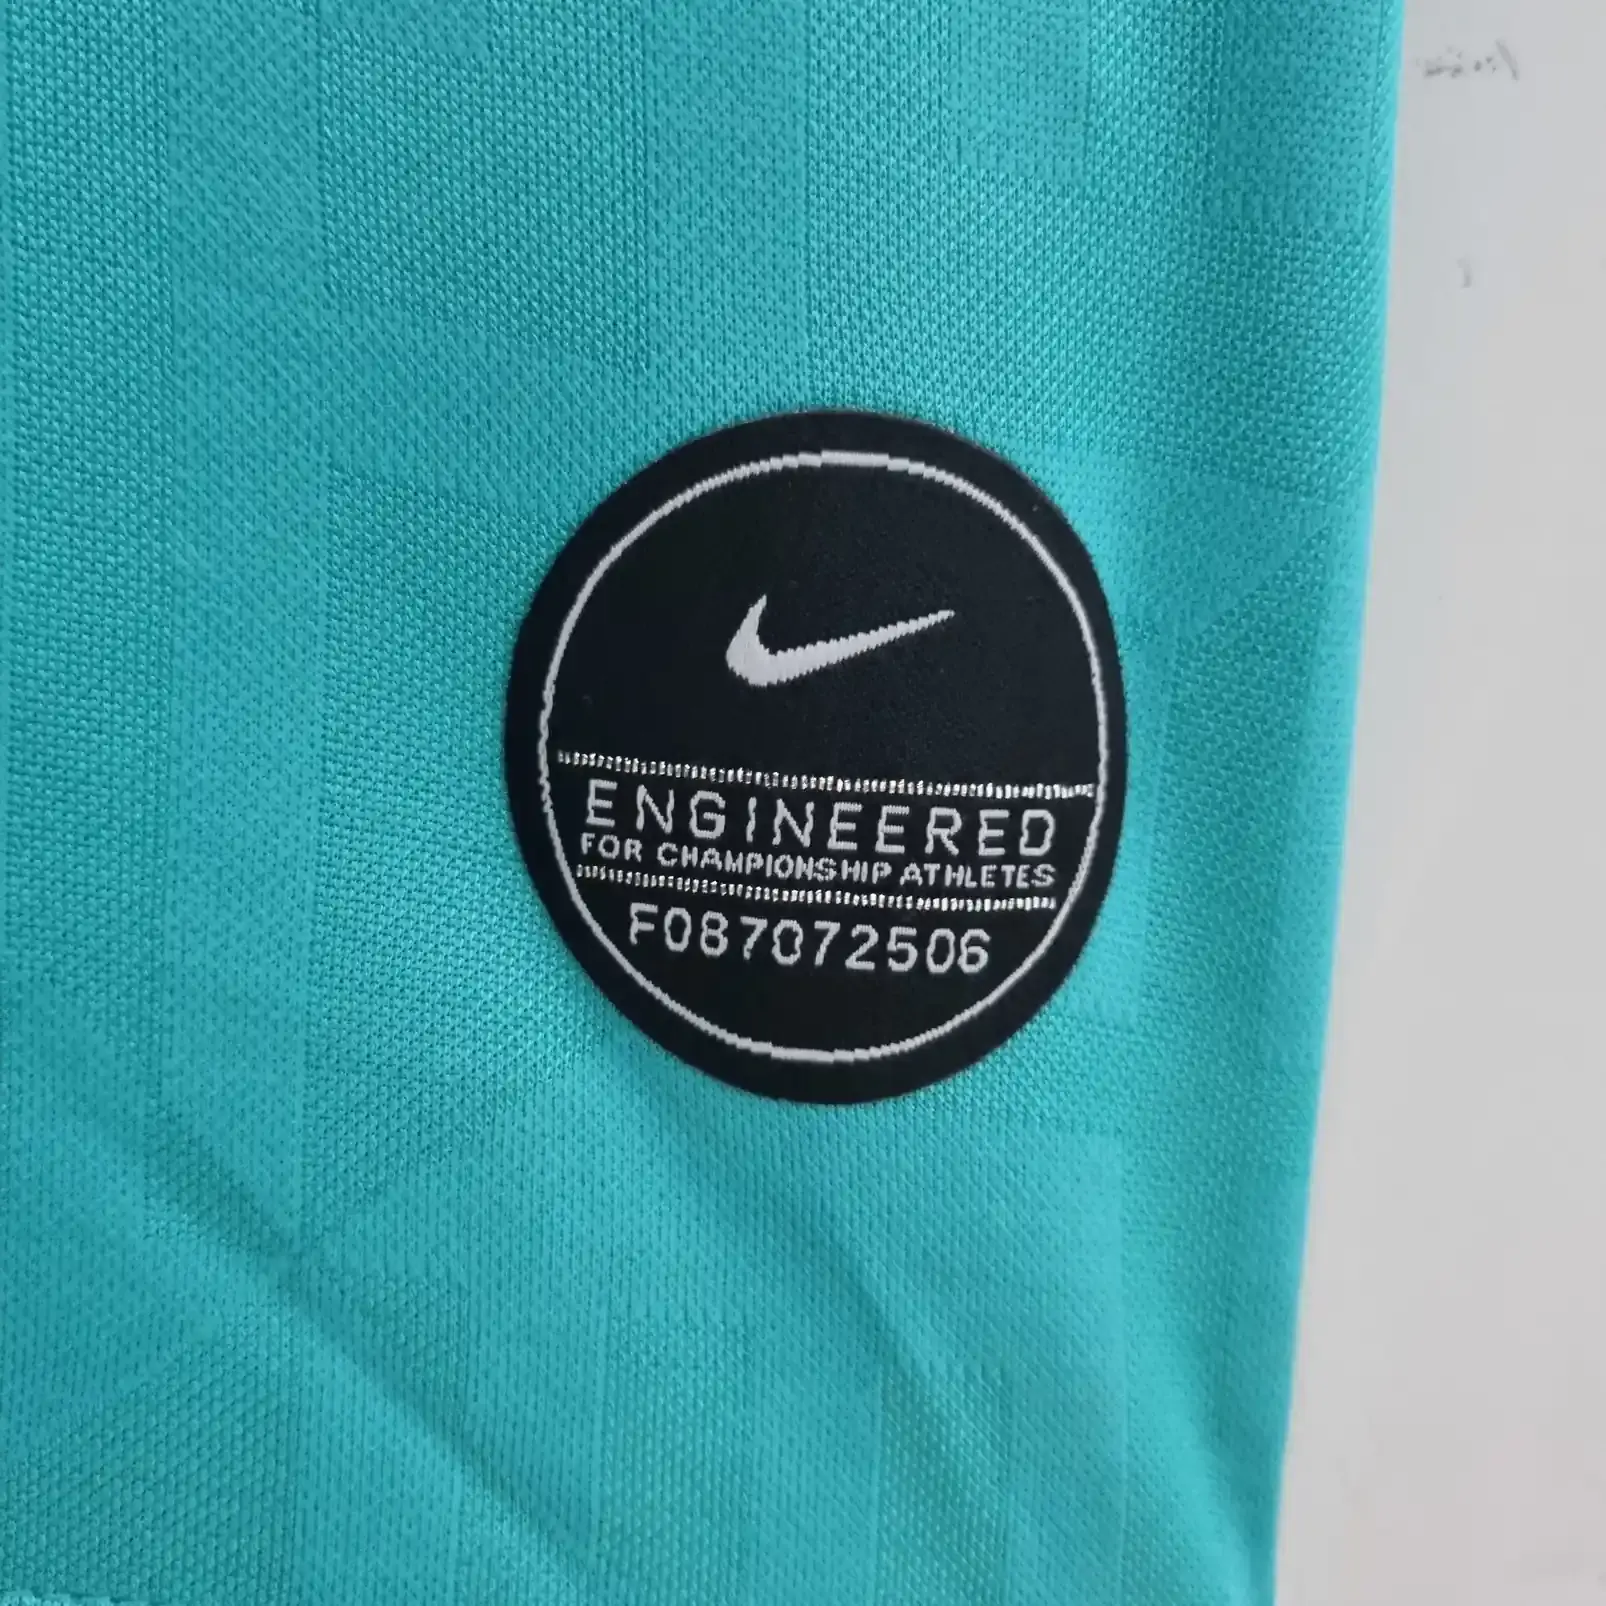 ENGINEERED
FOR CHAMPIONSHIP ATHLETES
F087072506